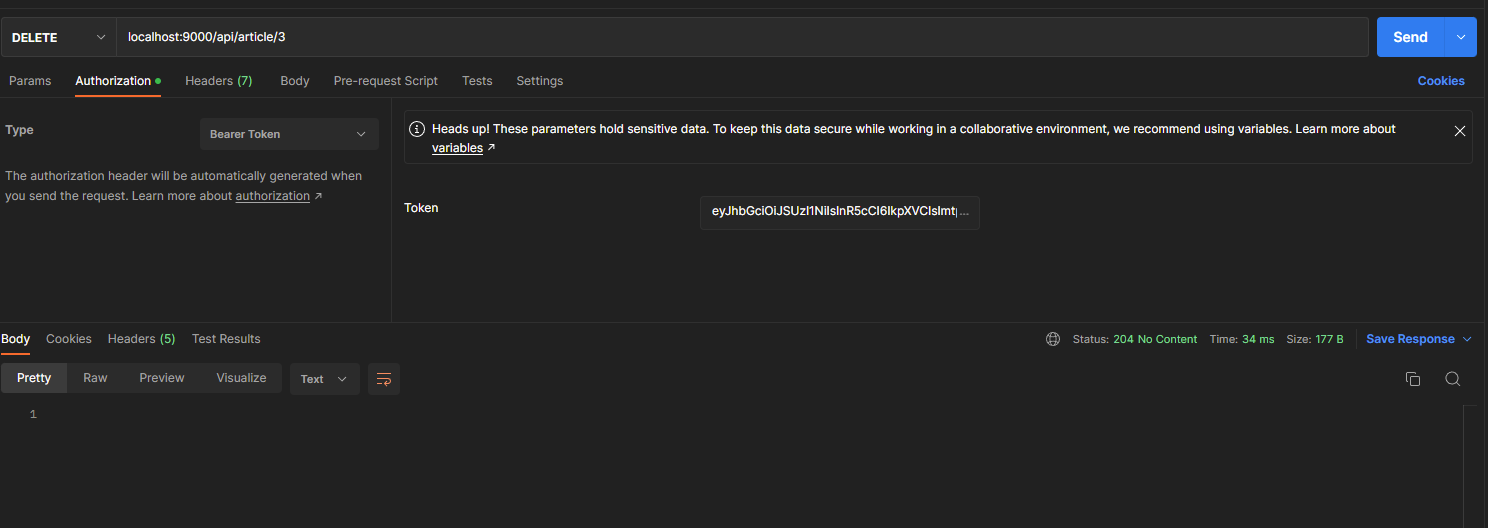 DELETE localhost:9000/api/article/3 Send
Params Authorization Headers (7) Body Pre-request Script Tests Settings Cookies
Type Bearer Token
The authorization header will be automatically generated when
you send the request. Learn more about authorization ↗
Heads up! These parameters hold sensitive data. To keep this data secure while working in a collaborative environment, we recommend using variables. Learn more about
variables ↗
Token
Body Cookies Headers (5) Test Results Status: 204 No Content Time: 34 ms Size: 177 B Save Response
Pretty Raw Preview Visualize Text
1